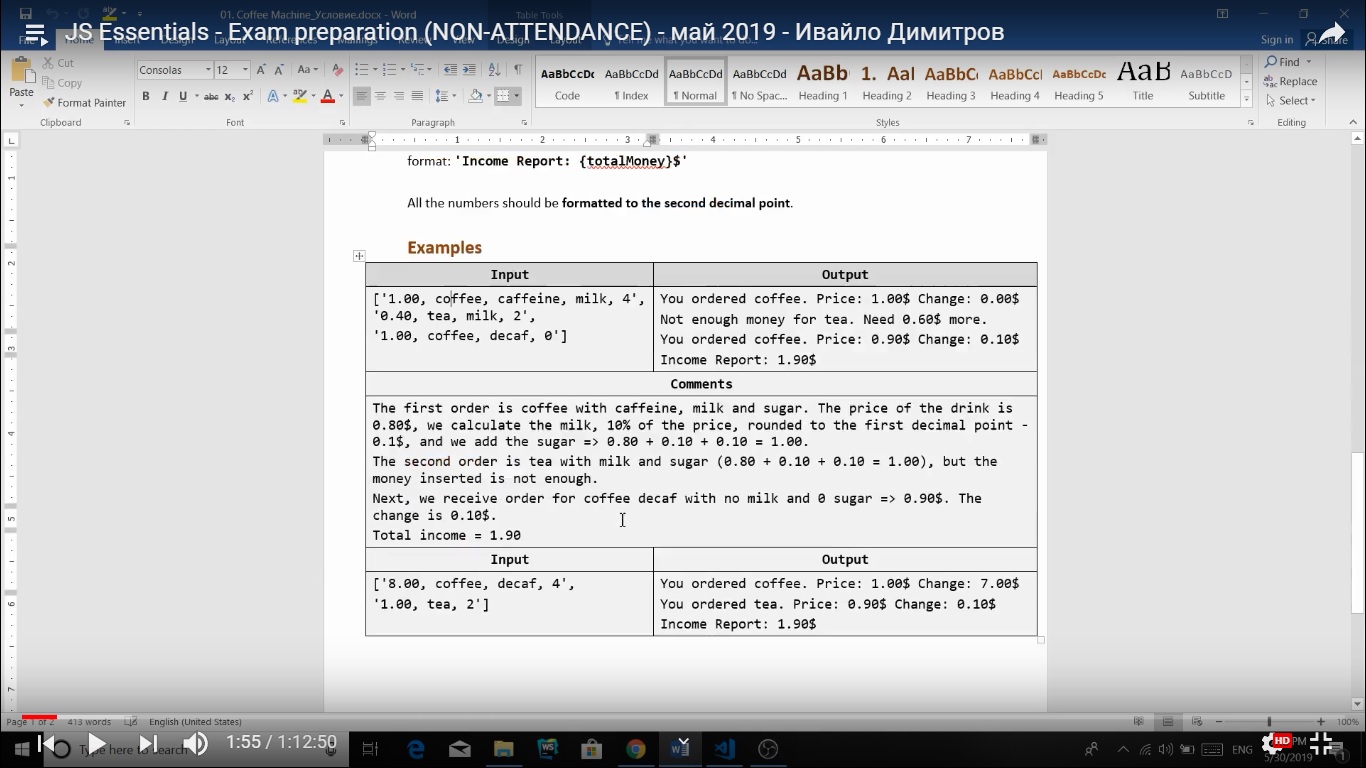 01. Coffee Machine_Условие.docx - Word
Table Tools
JS Essentials - Exam preparation (NON-ATTENDANCE) - май 2019 - Ивайло Димитров
Sign in
Share
Paste
Cut
Copy
Format Painter
Clipboard
Consolas
12
Font
Paragraph
AaBbCcDc AaBbCcDd AaBbCcDd AaBbCcDd AaBb 1. AaI AaBbC AaBbCc AaBbCcDc AaB AaBbCcD
Code ¶ Index ¶ Normal ¶ No Spac... Heading 1 Heading 2 Heading 3 Heading 4 Heading 5 Title Subtitle
Styles
Find
Replace
Select
Editing
format: 'Income Report: {totalMoney}$'
All the numbers should be formatted to the second decimal point.
Examples
Input Output
['1.00, coffee, caffeine, milk, 4',
'0.40, tea, milk, 2',
'1.00, coffee, decaf, 0']
You ordered coffee. Price: 1.00$ Change: 0.00$
Not enough money for tea. Need 0.60$ more.
You ordered coffee. Price: 0.90$ Change: 0.10$
Income Report: 1.90$
Comments
The first order is coffee with caffeine, milk and sugar. The price of the drink is
0.80$, we calculate the milk, 10% of the price, rounded to the first decimal point -
0.1$, and we add the sugar => 0.80 + 0.10 + 0.10 = 1.00.
The second order is tea with milk and sugar (0.80 + 0.10 + 0.10 = 1.00), but the
money inserted is not enough.
Next, we receive order for coffee decaf with no milk and 0 sugar => 0.90$. The
change is 0.10$.
Total income = 1.90
Input Output
['8.00, coffee, decaf, 4',
'1.00, tea, 2']
You ordered coffee. Price: 1.00$ Change: 7.00$
You ordered tea. Price: 0.90$ Change: 0.10$
Income Report: 1.90$
Page 1 of 2 413 words English (United States)
100%
Type here to search
1:55 / 1:12:50
ENG
HD
PM
5/30/2019